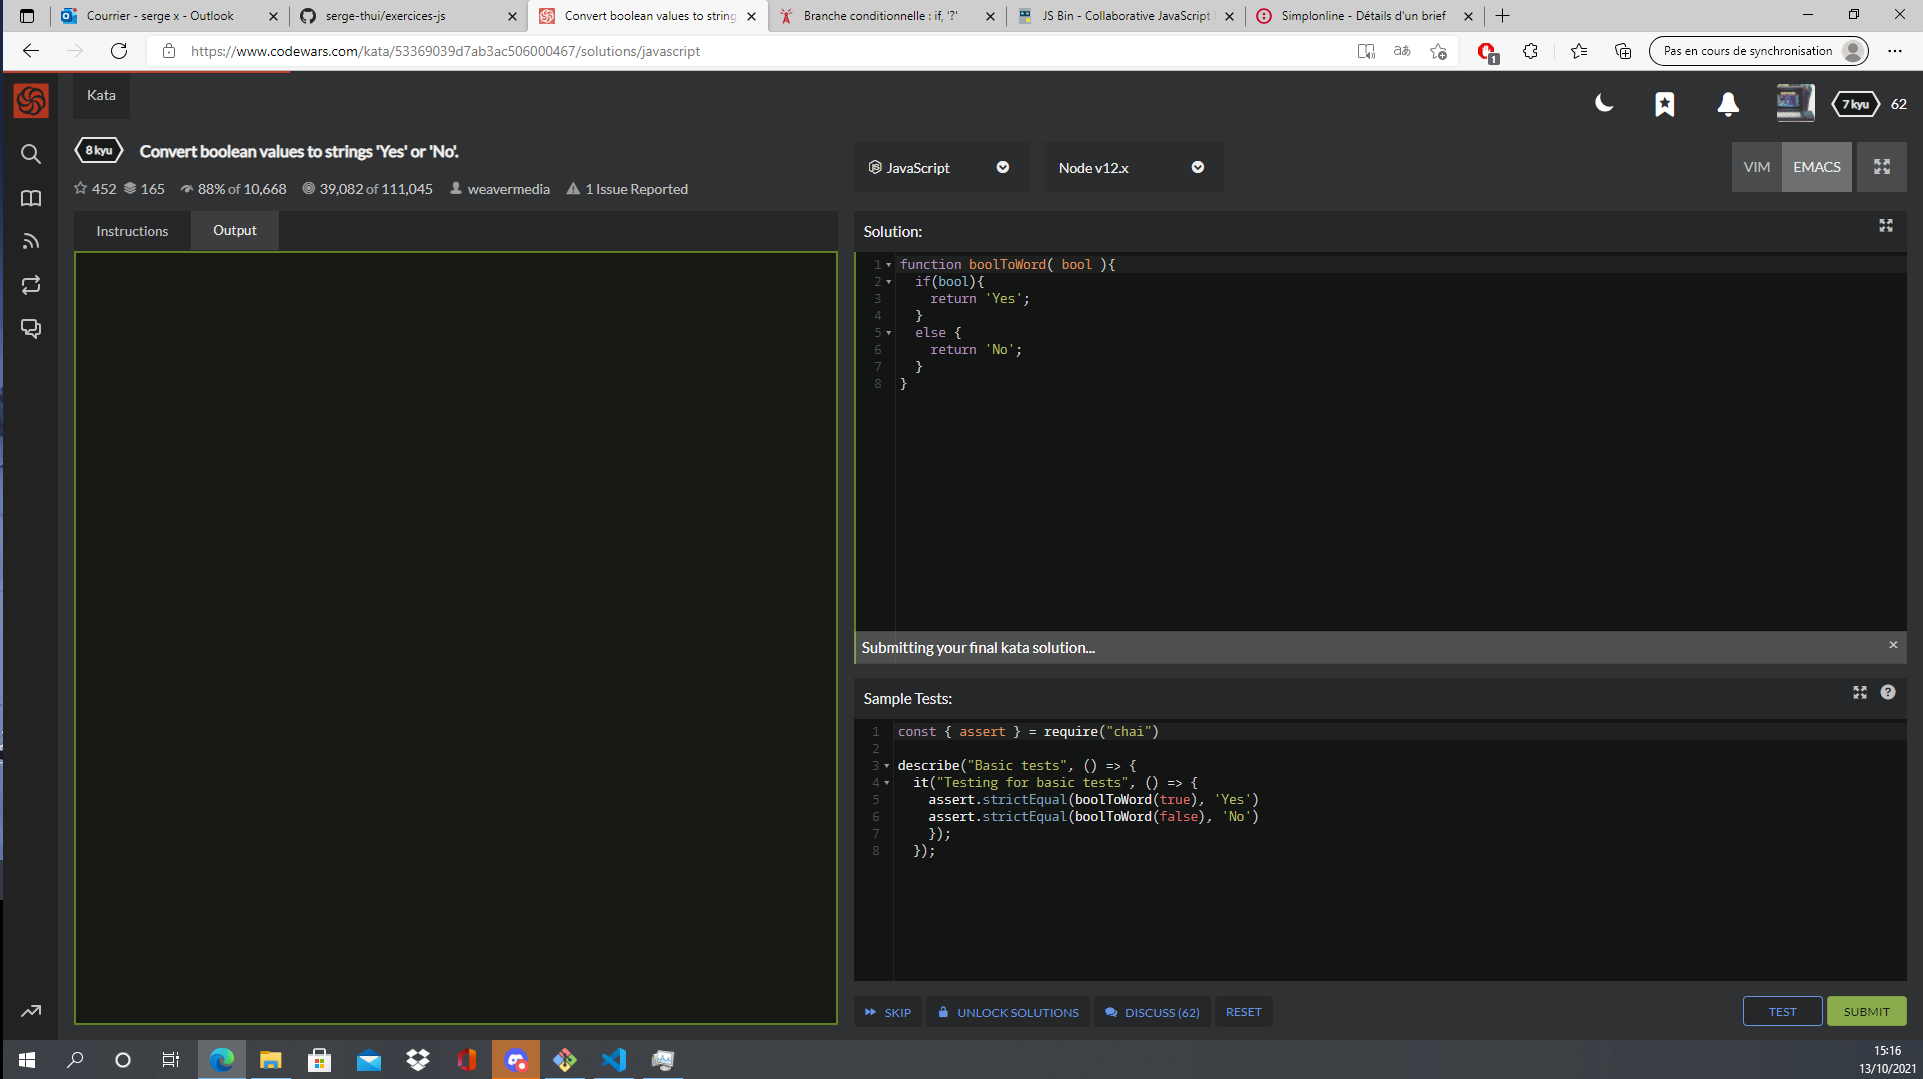 Courrier - serge x - Outlook
serge-thui/exercices-js
Convert boolean values to string
Branche conditionnelle : if, '?'
JS Bin - Collaborative JavaScript
Simplonline - Détails d'un brief
https://www.codewars.com/kata/53369039d7ab3ac506000467/solutions/javascript
aあ
1
Pas en cours de synchronisation
Kata
7 kyu 62
8 kyu Convert boolean values to strings 'Yes' or 'No'.
452 165 88% of 10,668 39,082 of 111,045 weavermedia 1 Issue Reported
JavaScript
Node v12.x
VIM EMACS
Instructions Output
Solution:
1 function boolToWord( bool ){
2 if(bool){
3 return 'Yes';
4 }
5 else {
6 return 'No';
7 }
8 }
Submitting your final kata solution...
Sample Tests:
1 const { assert } = require("chai")
2
3 describe("Basic tests", () => {
4 it("Testing for basic tests", () => {
5 assert.strictEqual(boolToWord(true), 'Yes')
6 assert.strictEqual(boolToWord(false), 'No')
7 });
8 });
SKIP UNLOCK SOLUTIONS DISCUSS (62) RESET TEST SUBMIT
15:16
13/10/2021